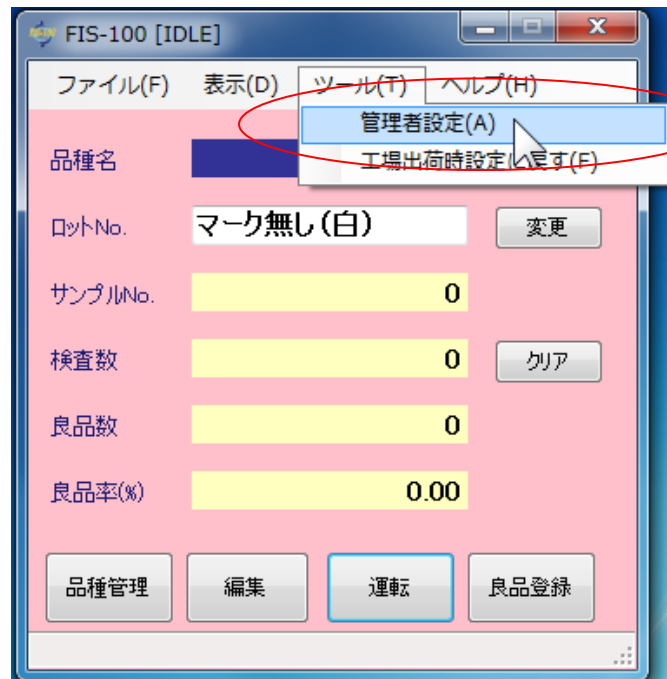 FIS-100 [IDLE]
ファイル(F) 表示(D) ツール(T) ヘルプ(H)
管理者設定(A)
工場出荷時設定に戻す(F)
品種名
ロットNo. マーク無し(白) 変更
サンプルNo. 0
検査数 0 クリア
良品数 0
良品率(%) 0.00
品種管理 編集 運転 良品登録